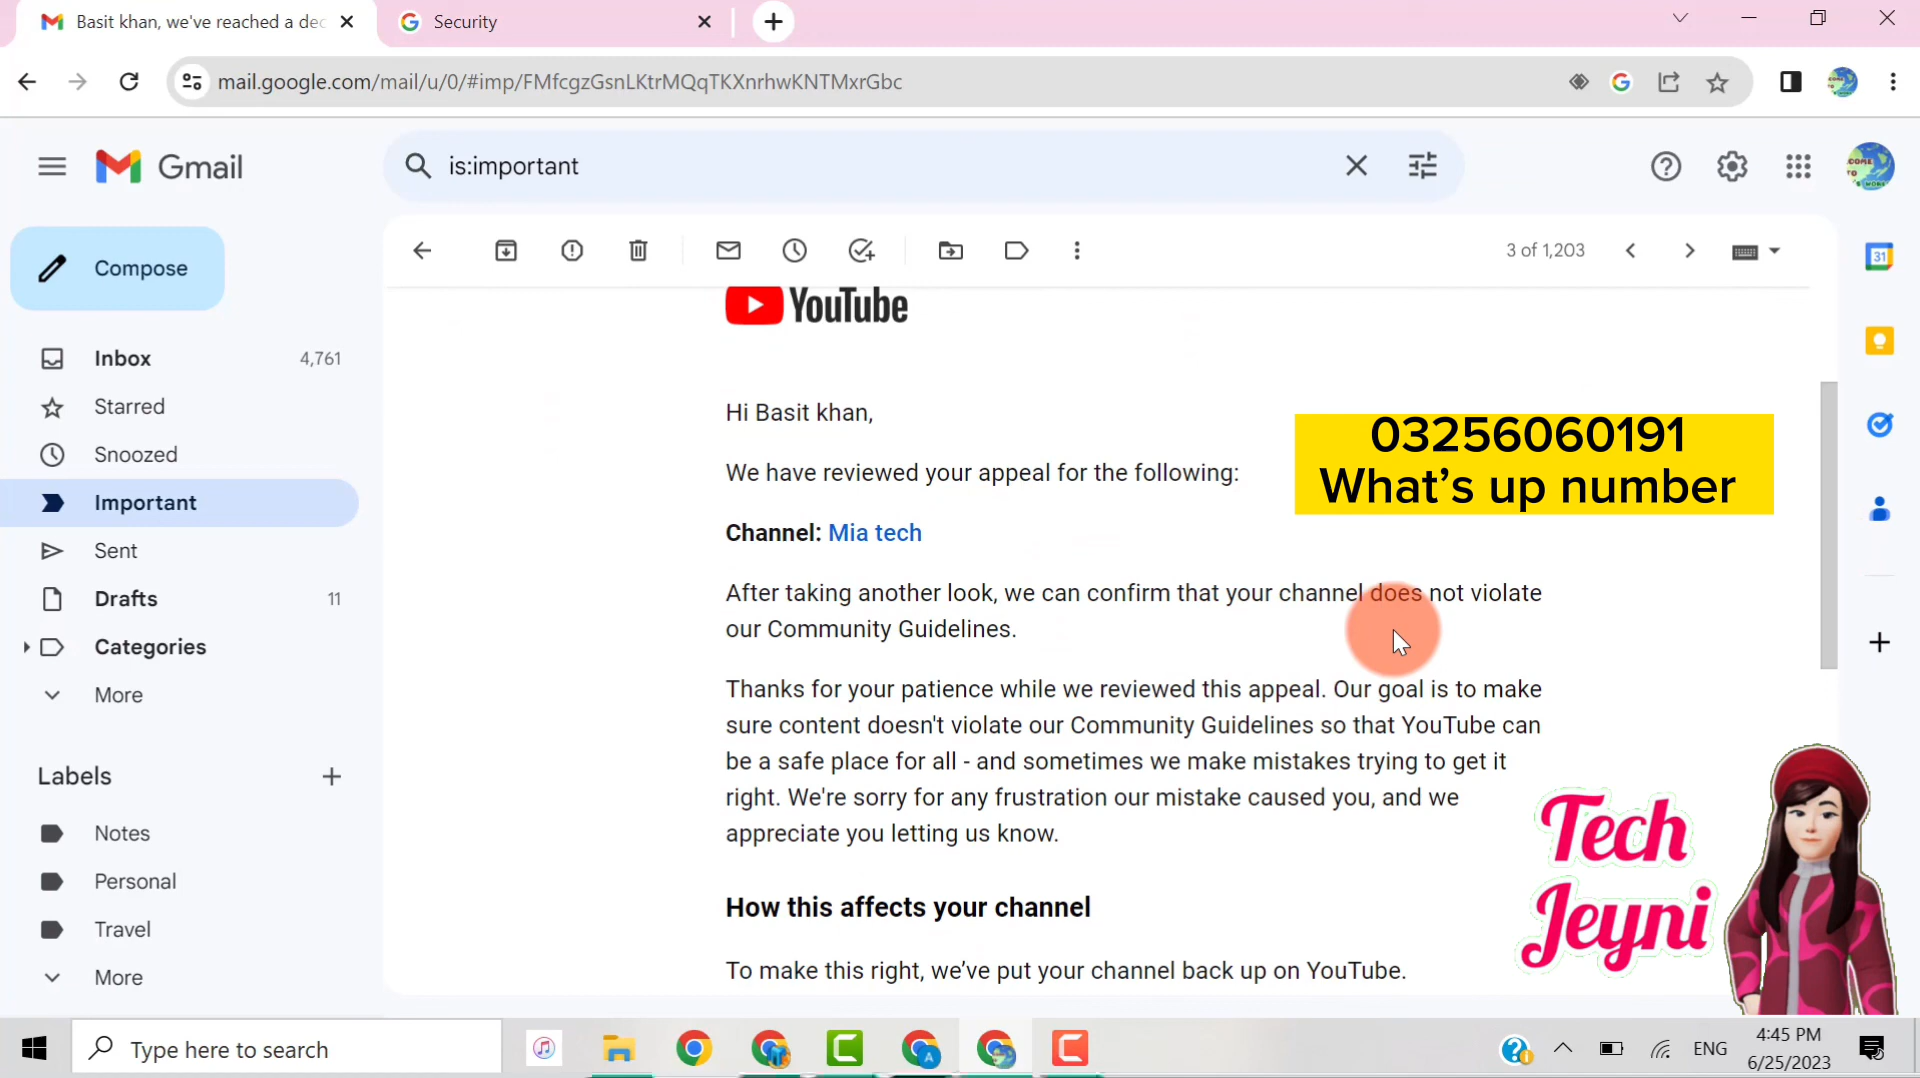 Basit khan, we've reached a dec
Security
mail.google.com/mail/u/0/#imp/FMfcgzGsnLKtrMQqTKXnrhwKNTMxrGbc
Gmail
is:important
COME
TO
Compose
3 of 1,203
31
YouTube
Inbox 4,761
Starred
Snoozed
Important
Sent
Drafts 11
Categories
More
Labels
Notes
Personal
Travel
More
Hi Basit khan,
03256060191
What's up number
We have reviewed your appeal for the following:
Channel: Mia tech
After taking another look, we can confirm that your channel does not violate
our Community Guidelines.
Thanks for your patience while we reviewed this appeal. Our goal is to make
sure content doesn't violate our Community Guidelines so that YouTube can
be a safe place for all - and sometimes we make mistakes trying to get it
right. We're sorry for any frustration our mistake caused you, and we
appreciate you letting us know.
How this affects your channel
To make this right, we've put your channel back up on YouTube.
Tech
Jeyni
Type here to search
A
ENG
4:45 PM
6/25/2023